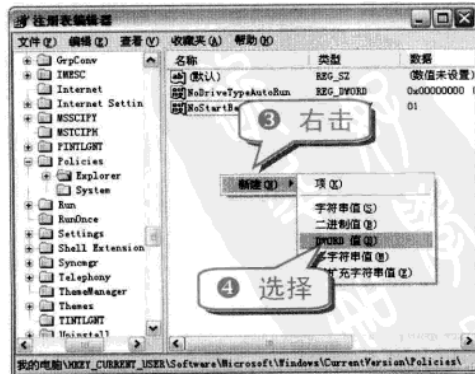 注册表编辑器
文件(F) 编辑(E) 查看(V) 收藏夹(A) 帮助(H)
GrpConv
IMESC
Internet
Internet Settin
MSSCIPY
MSTCIPH
PINTLGNT
Policies
Explorer
System
Run
RunOnce
Settings
Shell Extension
Syncmgr
Telephony
ThemeManager
Themes
TINTLGNT
Uninstall
名称 类型 数据
(默认) REG_SZ (数值未设置)
NoDriveTypeAutoRun REG_DWORD 0x00000000 (
NoStartBa 01
❸ 右击
新建(N) 项(K)
字符串值(S)
二进制值(B)
DWORD 值(D)
字符串值(M)
扩充字符串值(E)
❹ 选择
我的电脑\HKEY_CURRENT_USER\Software\Microsoft\Windows\CurrentVersion\Policies\